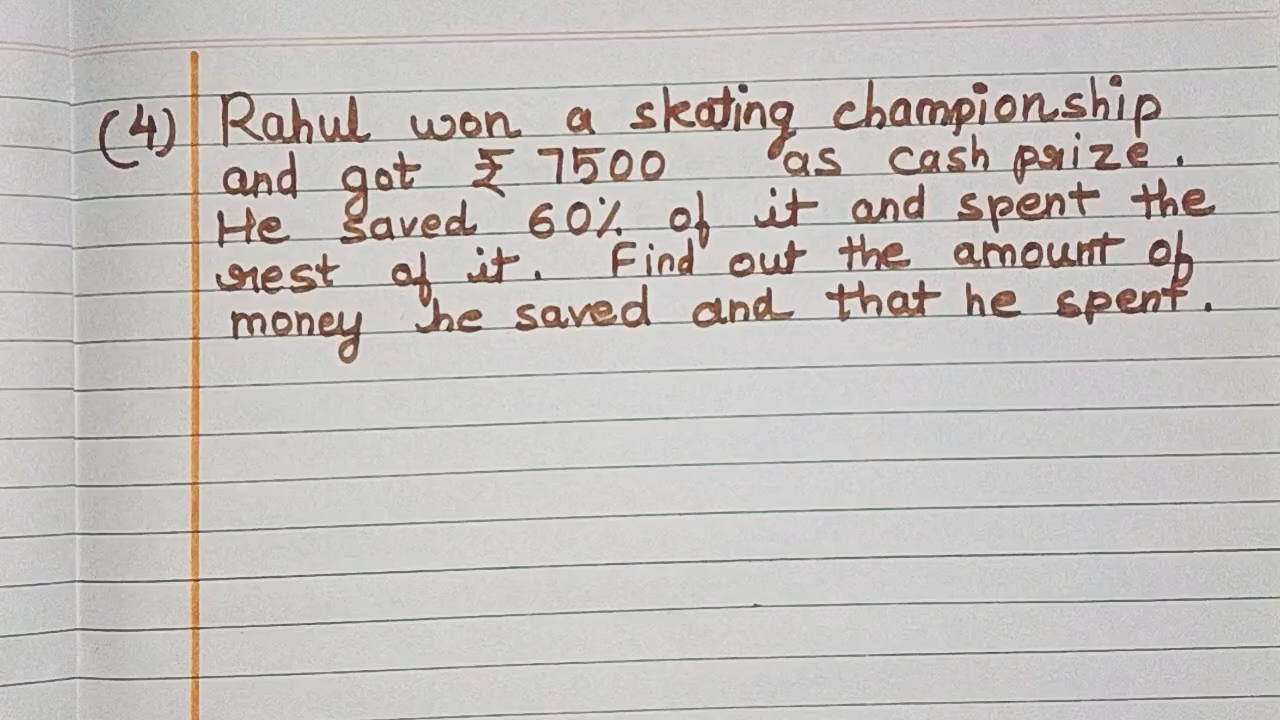 (4) Rahul won a skating championship
and got ₹ 7500 as cash prize.
He saved 60% of it and spent the
rest of it. Find out the amount of
money he saved and that he spent.